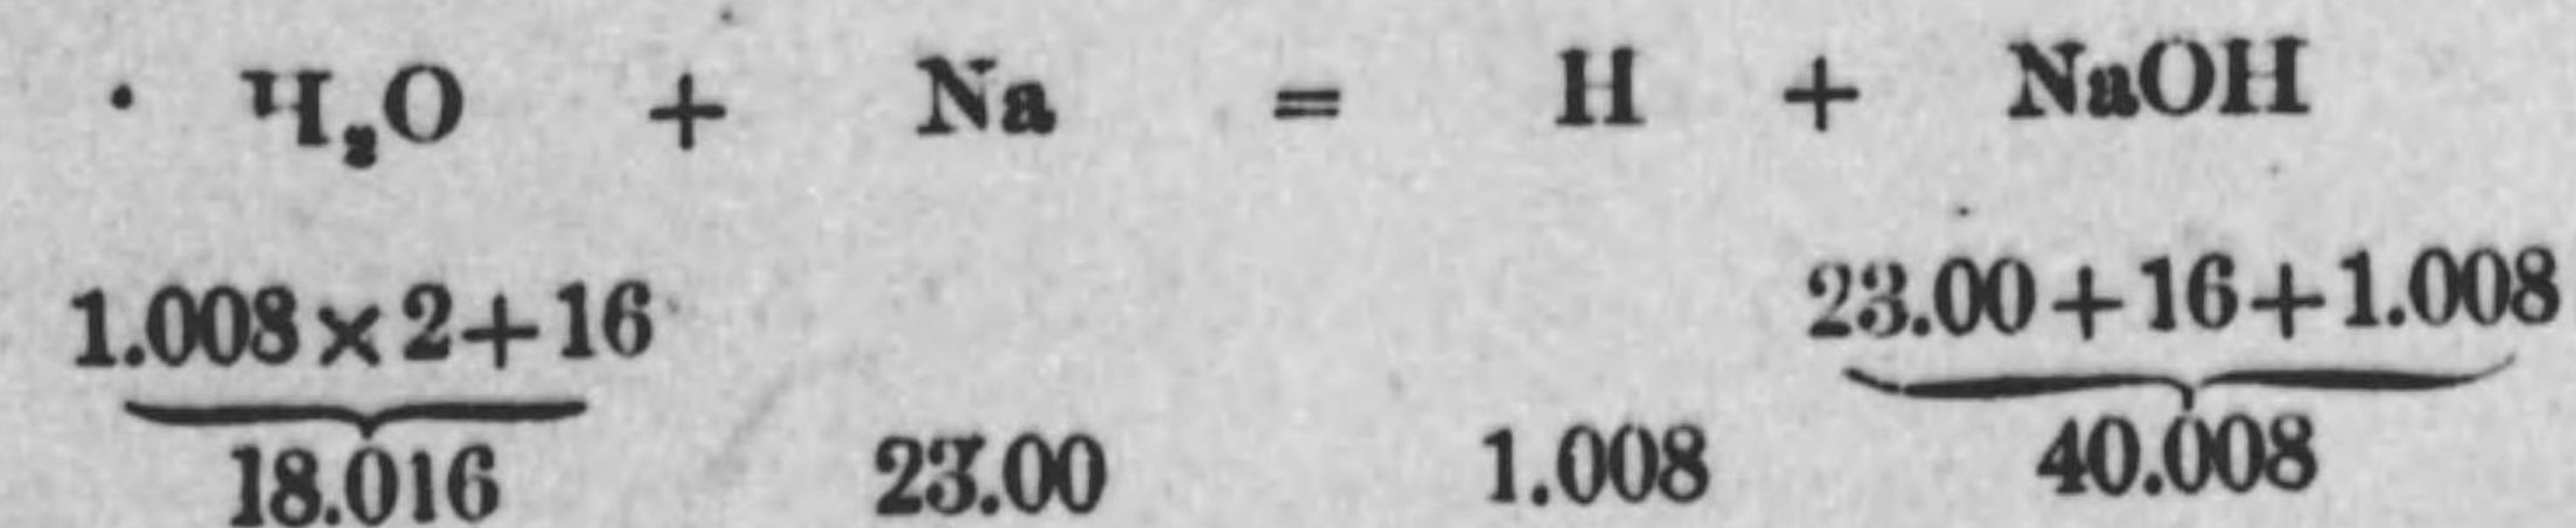 H₂O + Na = H + NaOH
1.008×2+16 23.00+16+1.008
18.016 23.00 1.008 40.008